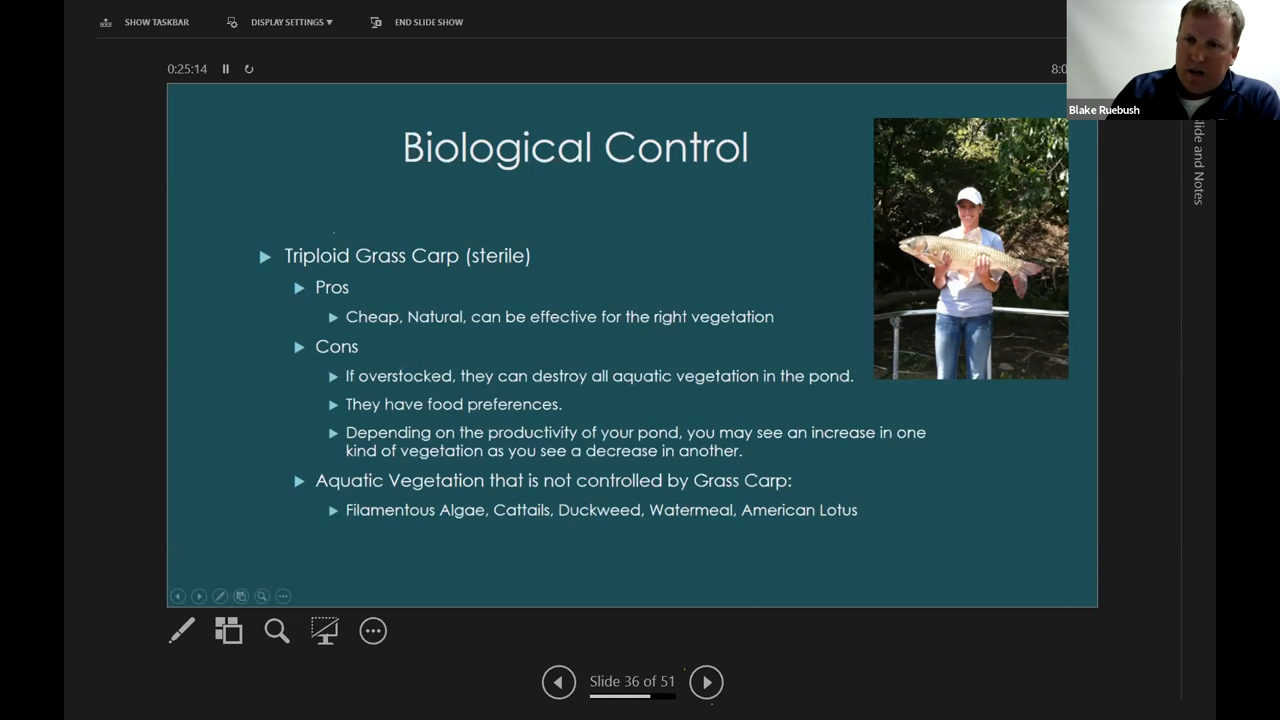 SHOW TASKBAR
DISPLAY SETTINGS ▼
END SLIDE SHOW
0:25:14
8:0
Blake Ruebush
Biological Control
Triploid Grass Carp (sterile)
Pros
Cheap, Natural, can be effective for the right vegetation
Cons
If overstocked, they can destroy all aquatic vegetation in the pond.
They have food preferences.
Depending on the productivity of your pond, you may see an increase in one
kind of vegetation as you see a decrease in another.
Aquatic Vegetation that is not controlled by Grass Carp:
Filamentous Algae, Cattails, Duckweed, Watermeal, American Lotus
lide and Notes
Slide 36 of 51